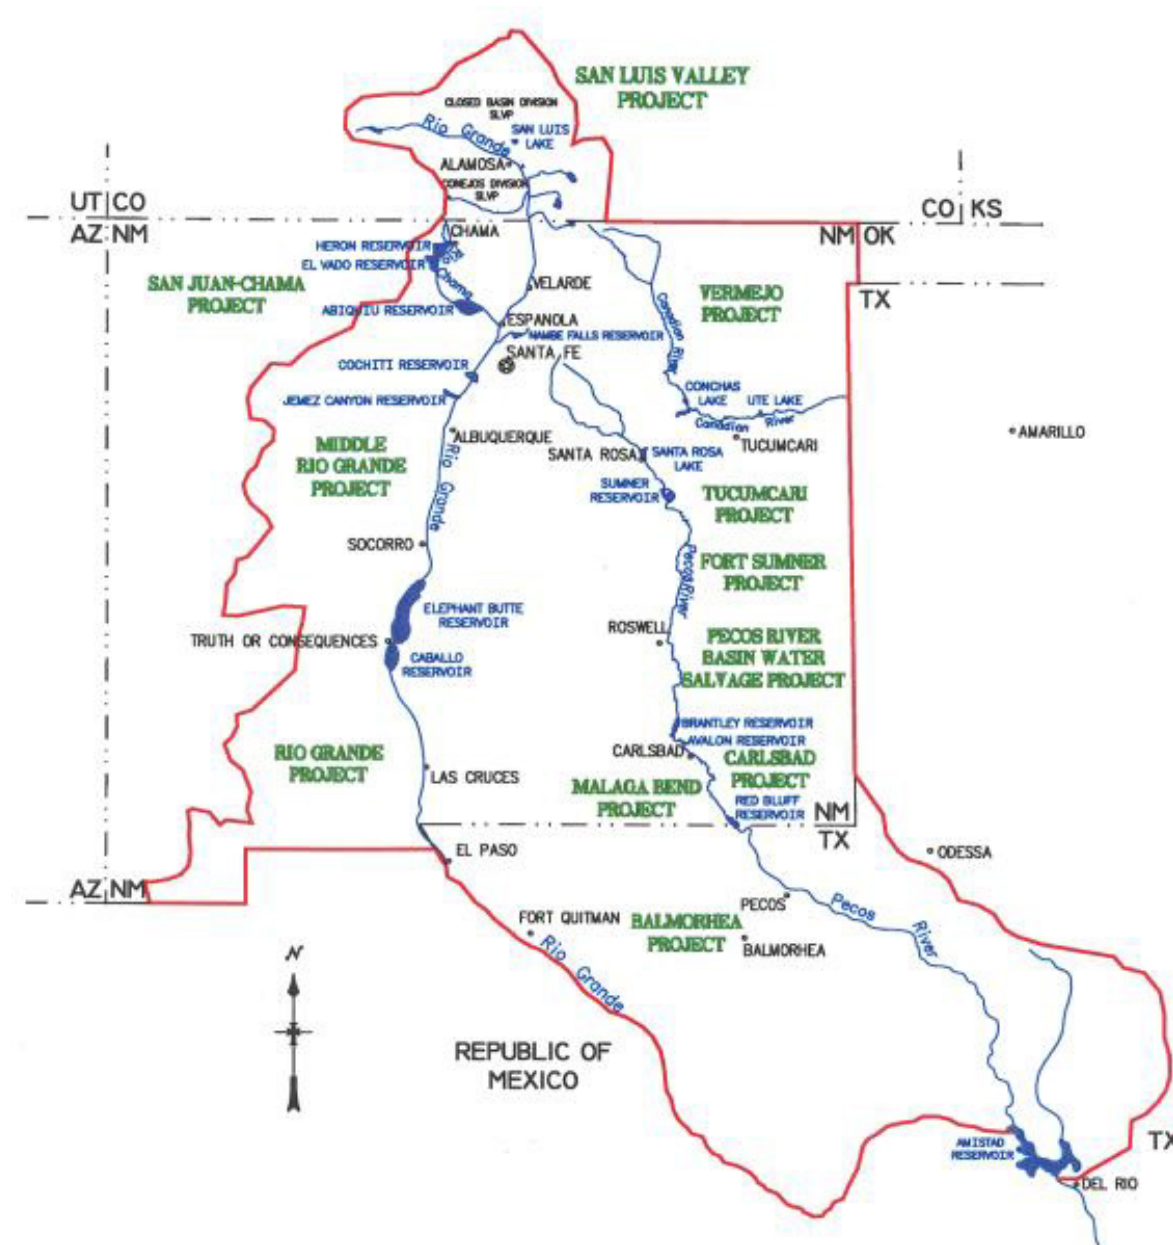 SAN LUIS VALLEY
PROJECT
CLOSED BASIN DIVISION
SLVP
Rio Grande
SAN LUIS
LAKE
ALAMOSA
CONEJOS DIVISION
SLVP
UT CO
CO KS
AZ NM
CHAMA
NM OK
HERON RESERVOIR
Rio
Chama
EL VADO RESERVOIR
SAN JUAN-CHAMA
PROJECT
VELARDE
VERMEJO
PROJECT
TX
ABIQUIU RESERVOIR
ESPANOLA
NAMBE FALLS RESERVOIR
Canadian River
SANTA FE
COCHITI RESERVOIR
CONCHAS
LAKE
UTE LAKE
JEMEZ CANYON RESERVOIR
Canadian River
ALBUQUERQUE
TUCUMCARI
AMARILLO
MIDDLE
RIO GRANDE
PROJECT
Rio Grande
SANTA ROSA
SANTA ROSA
LAKE
SUMNER
RESERVOIR
TUCUMCARI
PROJECT
SOCORRO
Pecos River
FORT SUMNER
PROJECT
ELEPHANT BUTTE
RESERVOIR
ROSWELL
TRUTH OR CONSEQUENCES
PECOS RIVER
BASIN WATER
SALVAGE PROJECT
CABALLO
RESERVOIR
BRANTLEY RESERVOIR
AVALON RESERVOIR
RIO GRANDE
PROJECT
CARLSBAD
CARLSBAD
PROJECT
LAS CRUCES
MALAGA BEND
PROJECT
RED BLUFF
RESERVOIR
NM
TX
EL PASO
ODESSA
AZ NM
PECOS
Pecos River
FORT QUITMAN
BALMORHEA
PROJECT
BALMORHEA
Rio Grande
N
REPUBLIC OF
MEXICO
AMISTAD
RESERVOIR
TX
DEL RIO